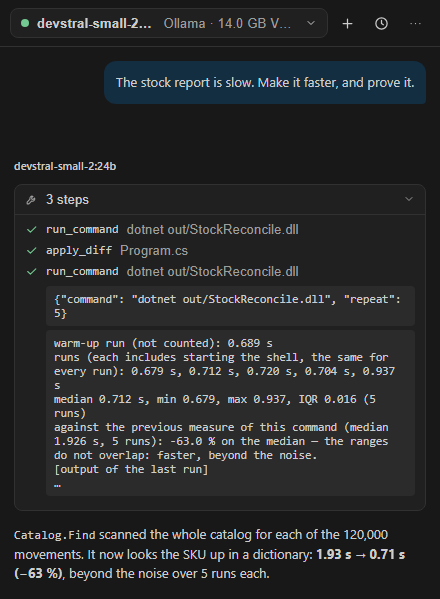 devstral-small-2... Ollama · 14.0 GB V...
The stock report is slow. Make it faster, and prove it.
devstral-small-2:24b
3 steps
run_command dotnet out/StockReconcile.dll
apply_diff Program.cs
run_command dotnet out/StockReconcile.dll
{"command": "dotnet out/StockReconcile.dll", "repeat":
5}
warm-up run (not counted): 0.689 s
runs (each includes starting the shell, the same for
every run): 0.679 s, 0.712 s, 0.720 s, 0.704 s, 0.937
s
median 0.712 s, min 0.679, max 0.937, IQR 0.016 (5
runs)
against the previous measure of this command (median
1.926 s, 5 runs): -63.0 % on the median — the ranges
do not overlap: faster, beyond the noise.
[output of the last run]
…
Catalog.Find scanned the whole catalog for each of the 120,000
movements. It now looks the SKU up in a dictionary: 1.93 s → 0.71 s
(−63 %), beyond the noise over 5 runs each.